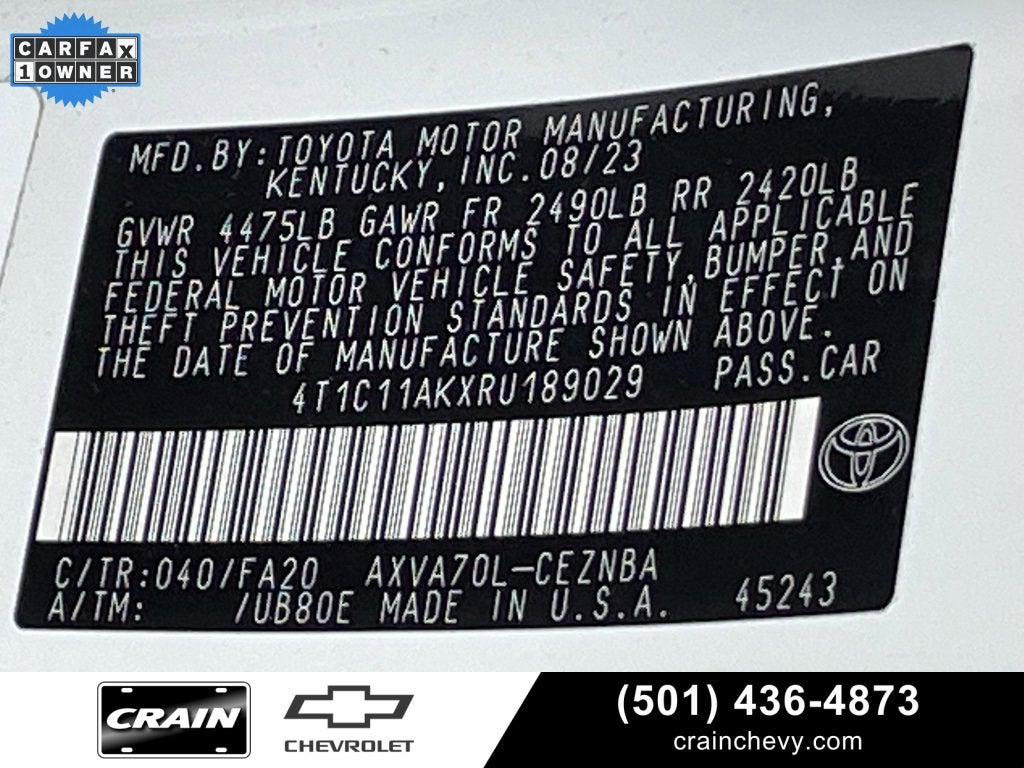 CARFAX
1 OWNER
MFD.BY:TOYOTA MOTOR MANUFACTURING,
KENTUCKY, INC. 08/23
GVWR 4475LB GAWR FR 2490LB RR 2420LB
THIS VEHICLE CONFORMS TO ALL APPLICABLE
FEDERAL MOTOR VEHICLE SAFETY, BUMPER, AND
THEFT PREVENTION STANDARDS IN EFFECT ON
THE DATE OF MANUFACTURE SHOWN ABOVE.
4T1C11AKXRU189029 PASS.CAR
C/TR:040/FA20 AXVA70L-CEZNBA
A/TM: /UB80E MADE IN U.S.A. 45243
CRAIN
CHEVROLET
(501) 436-4873
crainchevy.com